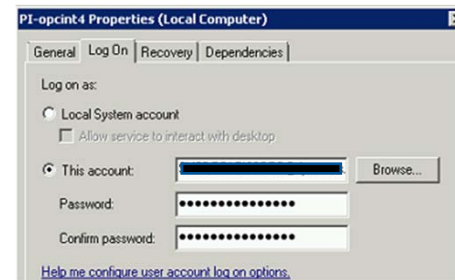 PI-opcint4 Properties (Local Computer)
General Log On Recovery Dependencies
Log on as:
Local System account
Allow service to interact with desktop
This account: Browse...
Password: •••••••••••••••
Confirm password: •••••••••••••••
Help me configure user account log on options.